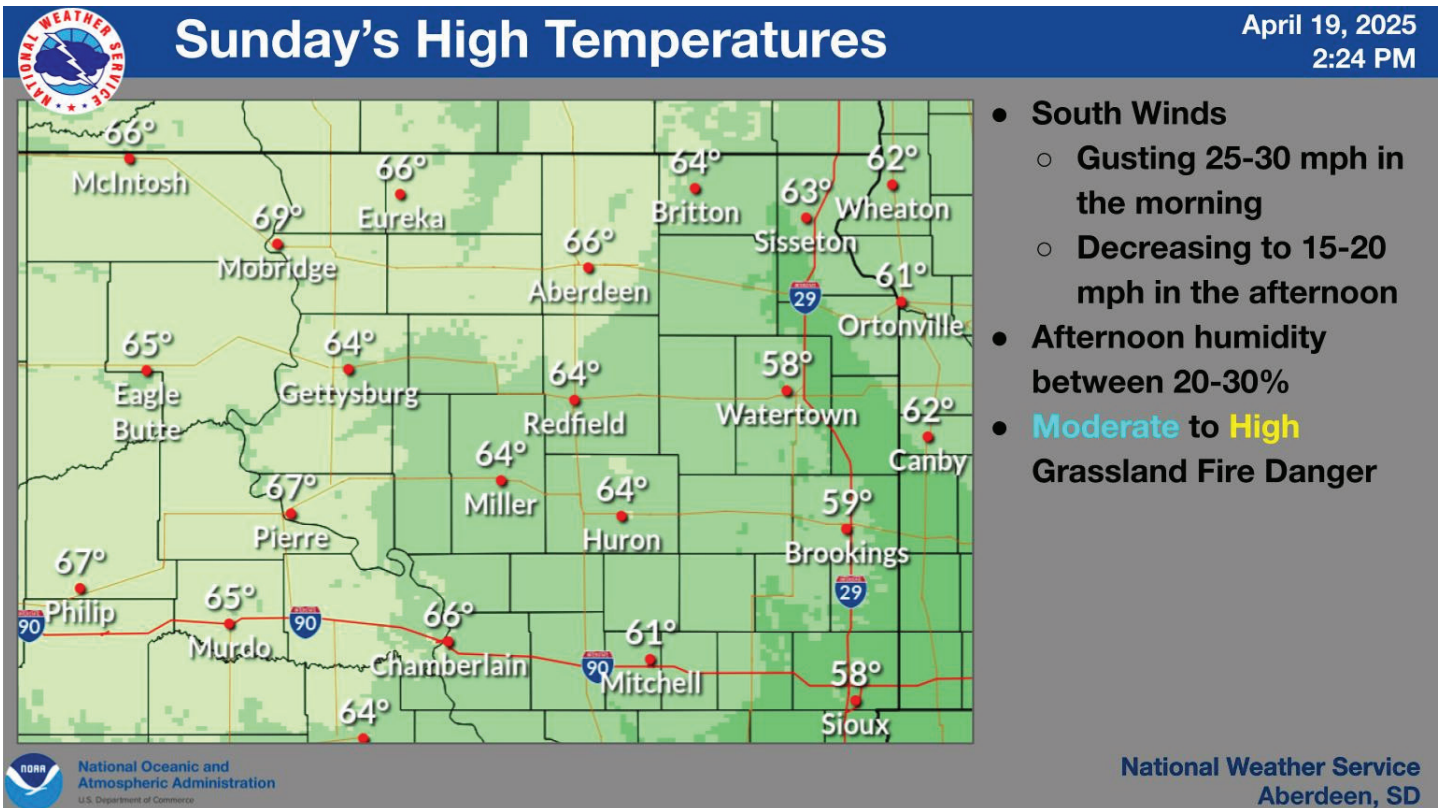 NATIONAL WEATHER SERVICE
Sunday's High Temperatures
April 19, 2025
2:24 PM
66°
McIntosh
66°
Eureka
64°
Britton
62°
Wheaton
63°
Sisseton
69°
Mobridge
66°
Aberdeen
29
61°
Ortonville
65°
Eagle
Butte
64°
Gettysburg
64°
Redfield
58°
Watertown
62°
Canby
64°
Miller
67°
Pierre
64°
Huron
59°
Brookings
67°
Philip
90
65°
Murdo
90
66°
Chamberlain
29
61°
Mitchell
90
58°
Sioux
64°
● South Winds
○ Gusting 25-30 mph in
the morning
○ Decreasing to 15-20
mph in the afternoon
● Afternoon humidity
between 20-30%
● Moderate to High
Grassland Fire Danger
NOAA
National Oceanic and
Atmospheric Administration
U.S. Department of Commerce
National Weather Service
Aberdeen, SD